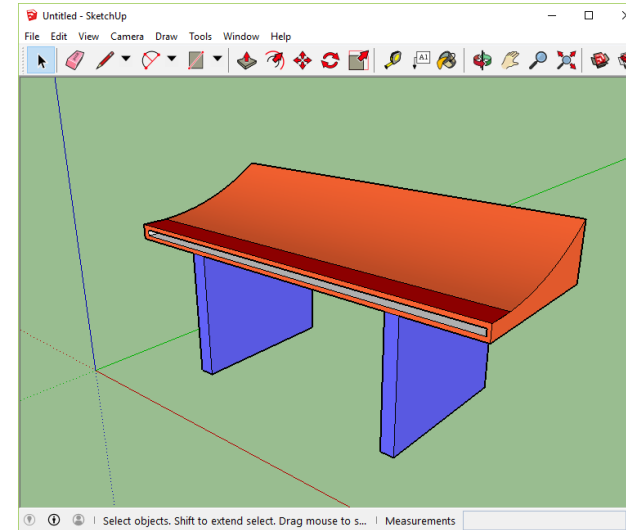 Untitled - SketchUp
File Edit View Camera Draw Tools Window Help
A1
Select objects. Shift to extend select. Drag mouse to s... Measurements